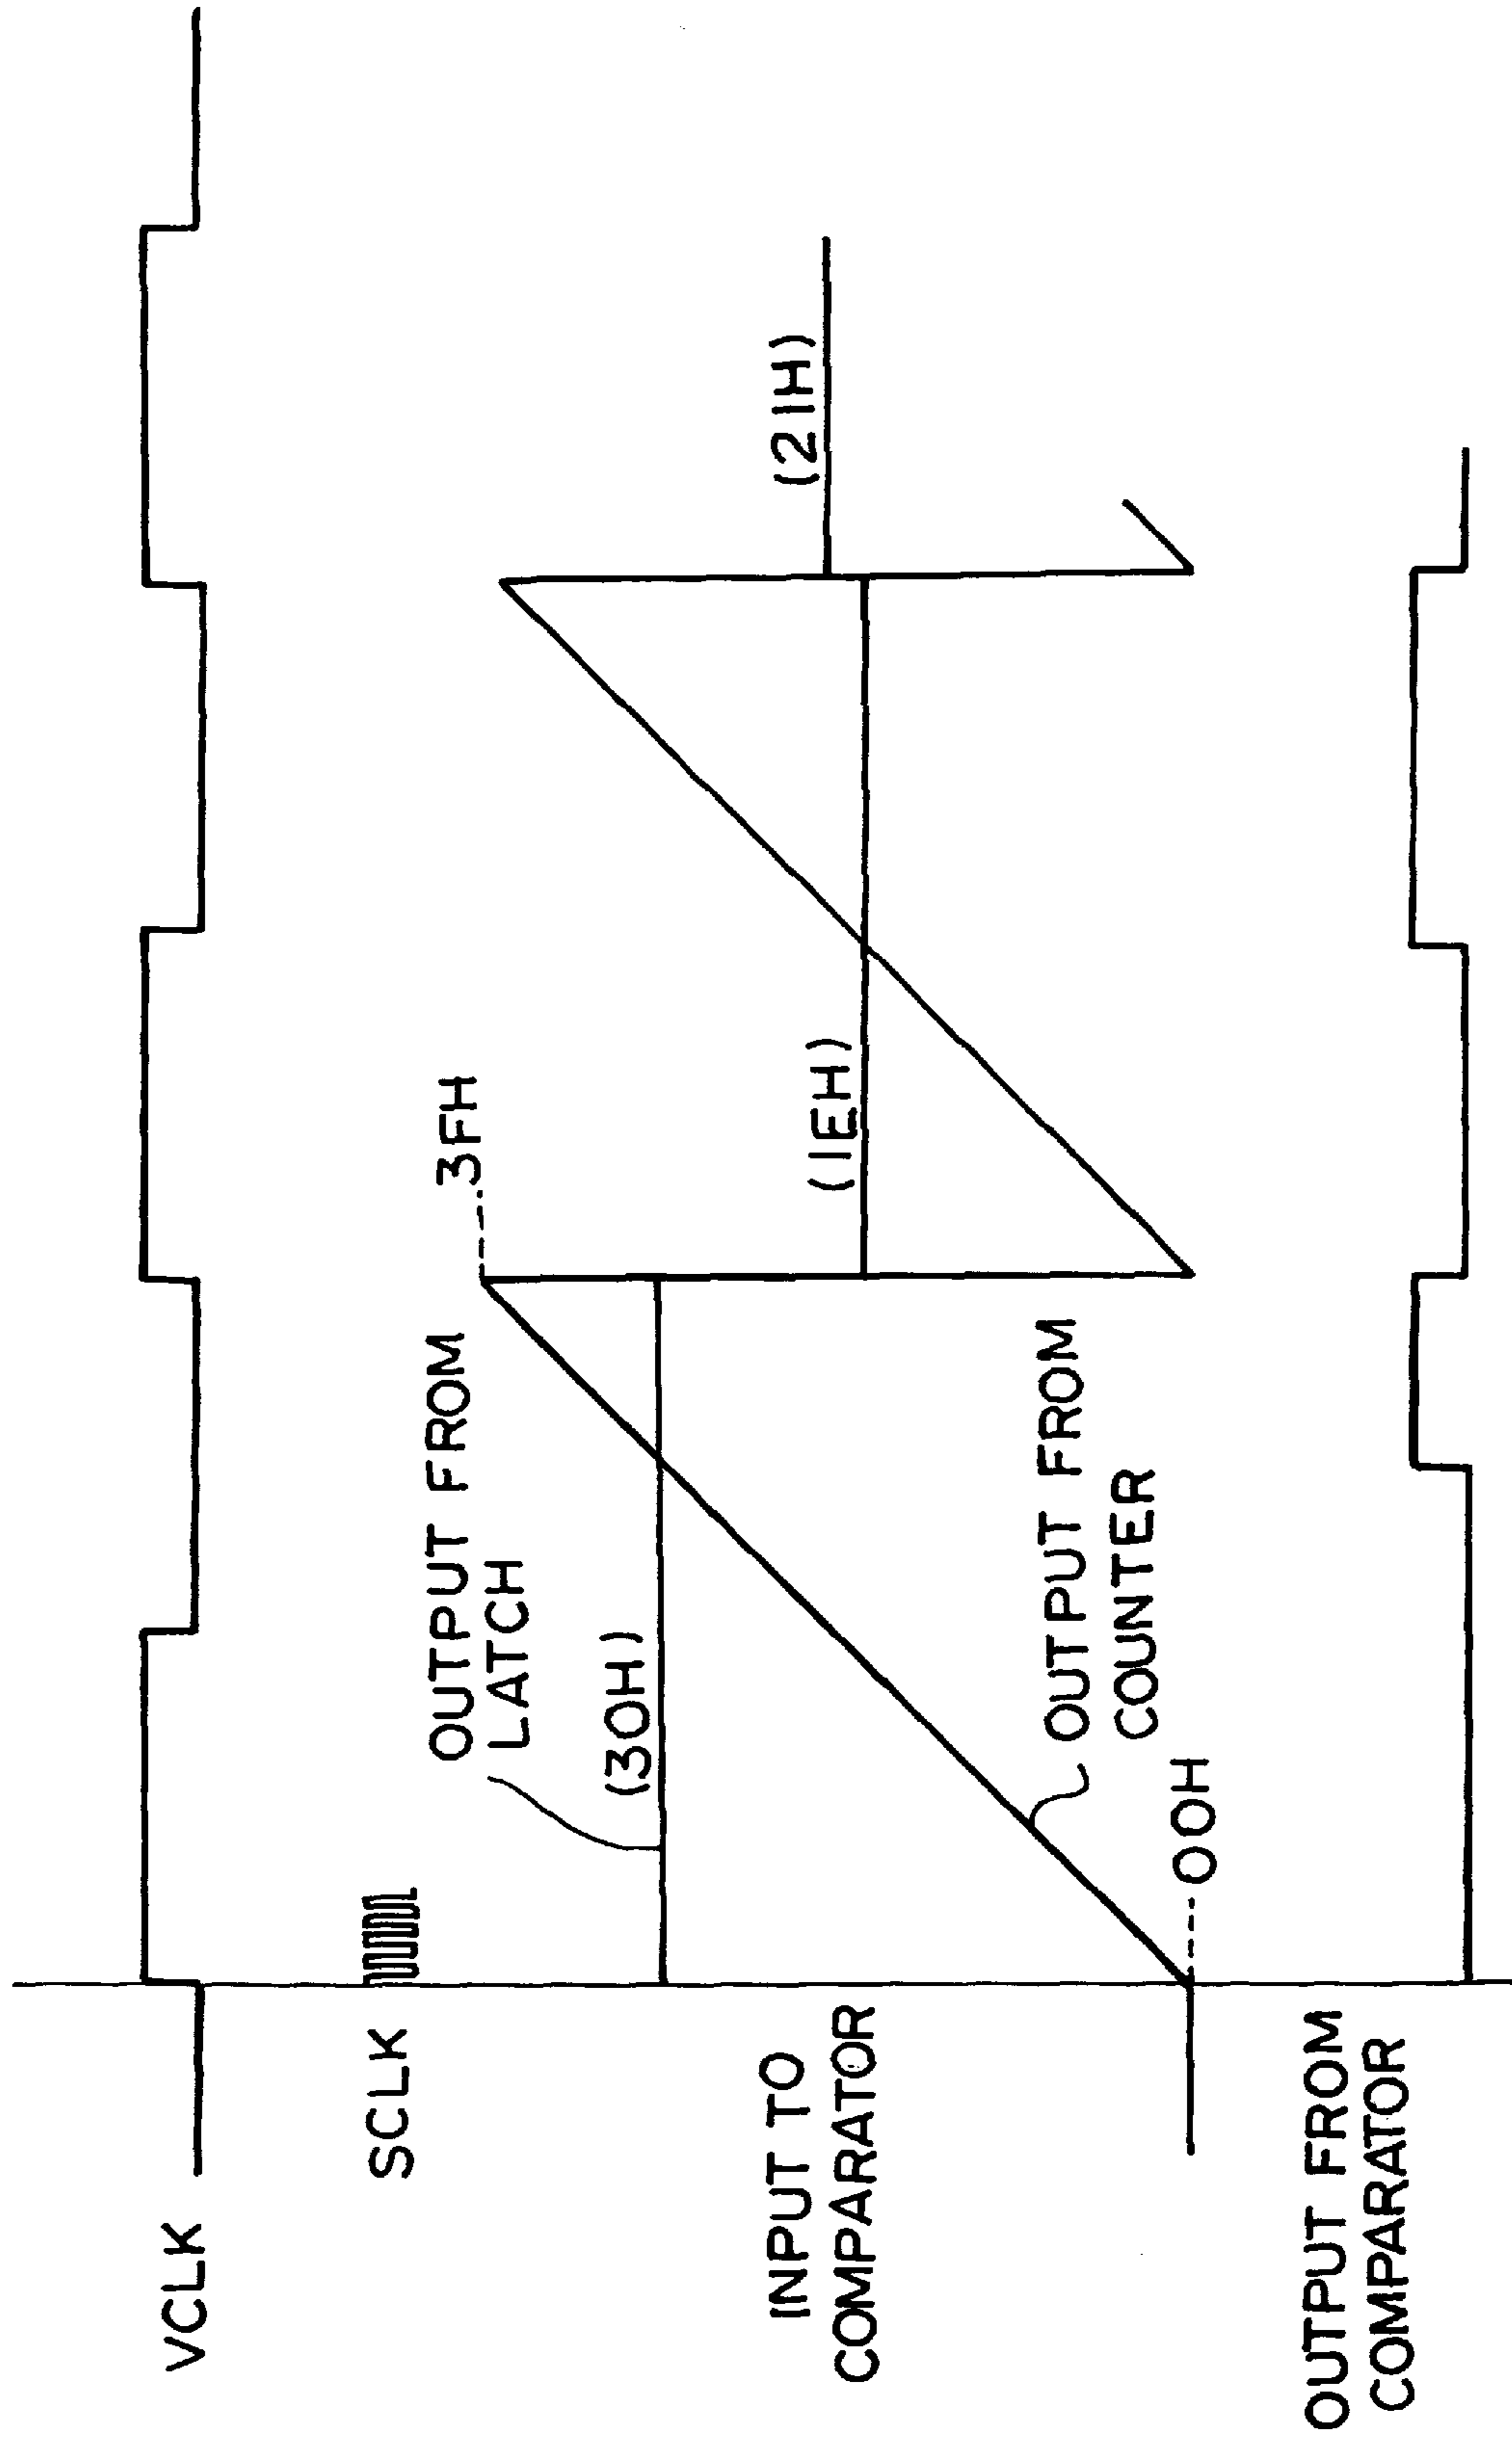 VCLK
SCLK
OUTPUT FROM
LATCH
3FH
(30H)
(1EH)
(21H)
INPUT TO
COMPARATOR
OUTPUT FROM
COUNTER
00H
OUTPUT FROM
COMPARATOR